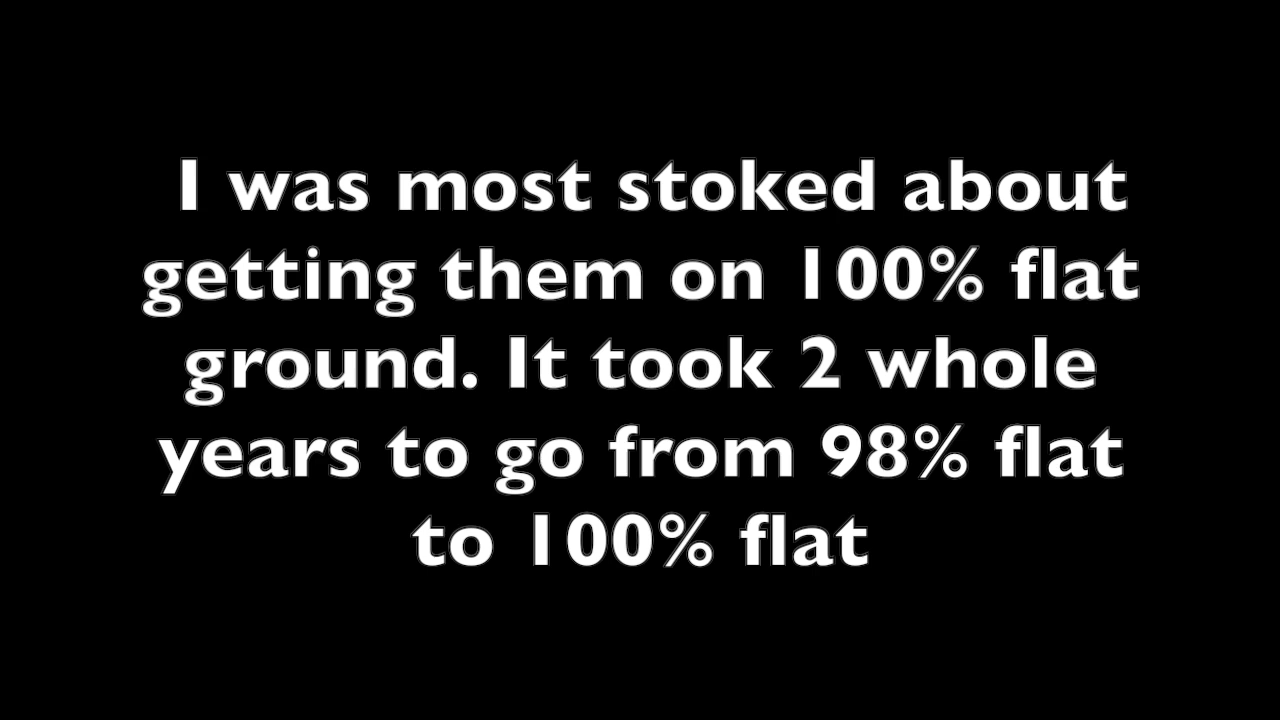 I was most stoked about
getting them on 100% flat
ground. It took 2 whole
years to go from 98% flat
to 100% flat